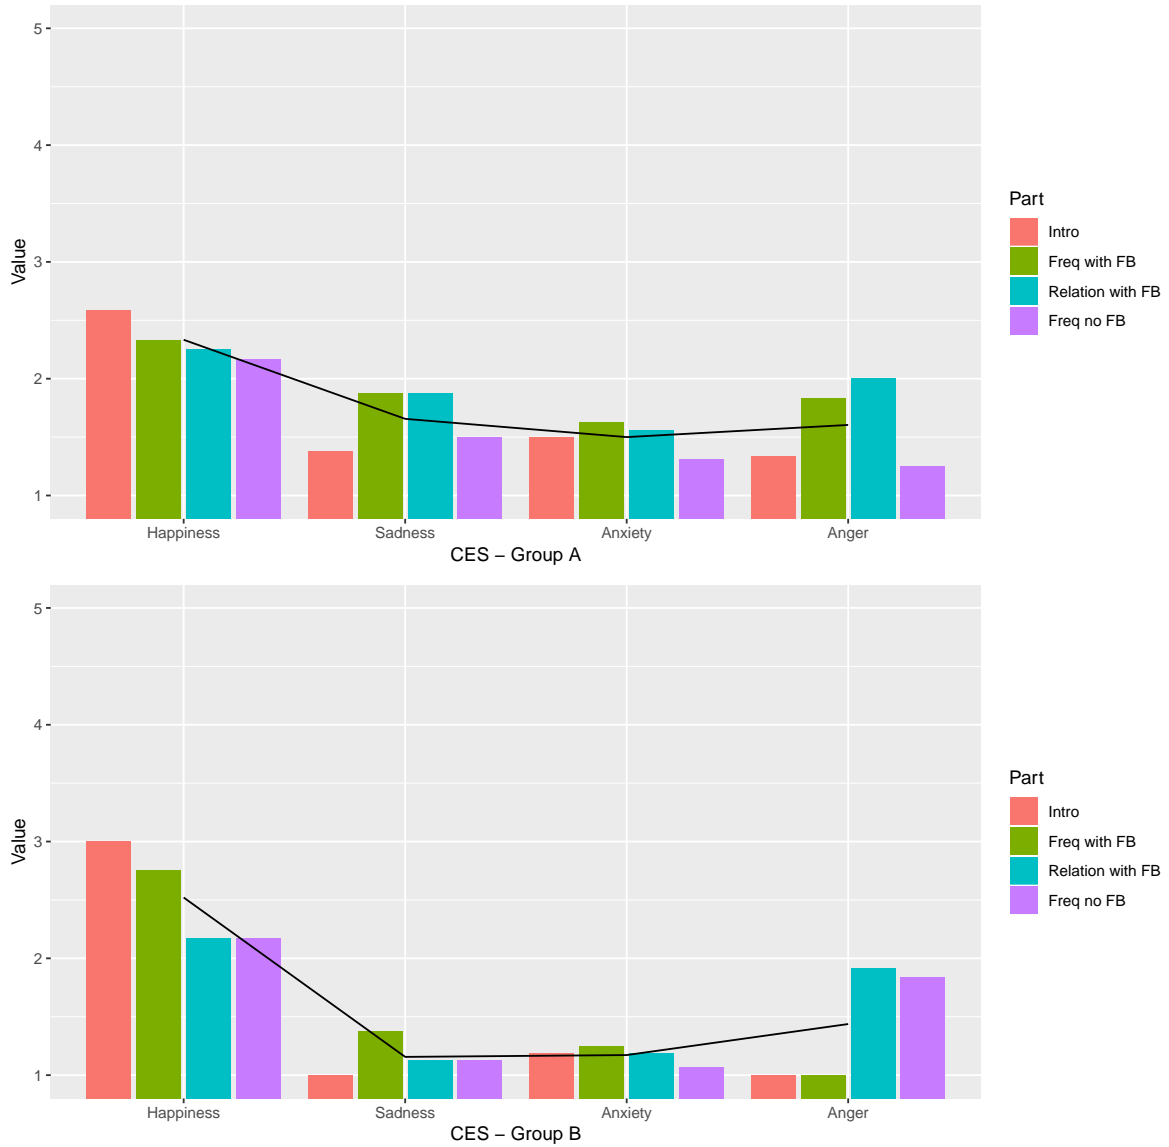 5
4
3
2
1
Value
Happiness
Sadness
Anxiety
Anger
CES − Group A
Part
Intro
Freq with FB
Relation with FB
Freq no FB
5
4
3
2
1
Value
Happiness
Sadness
Anxiety
Anger
CES − Group B
Part
Intro
Freq with FB
Relation with FB
Freq no FB